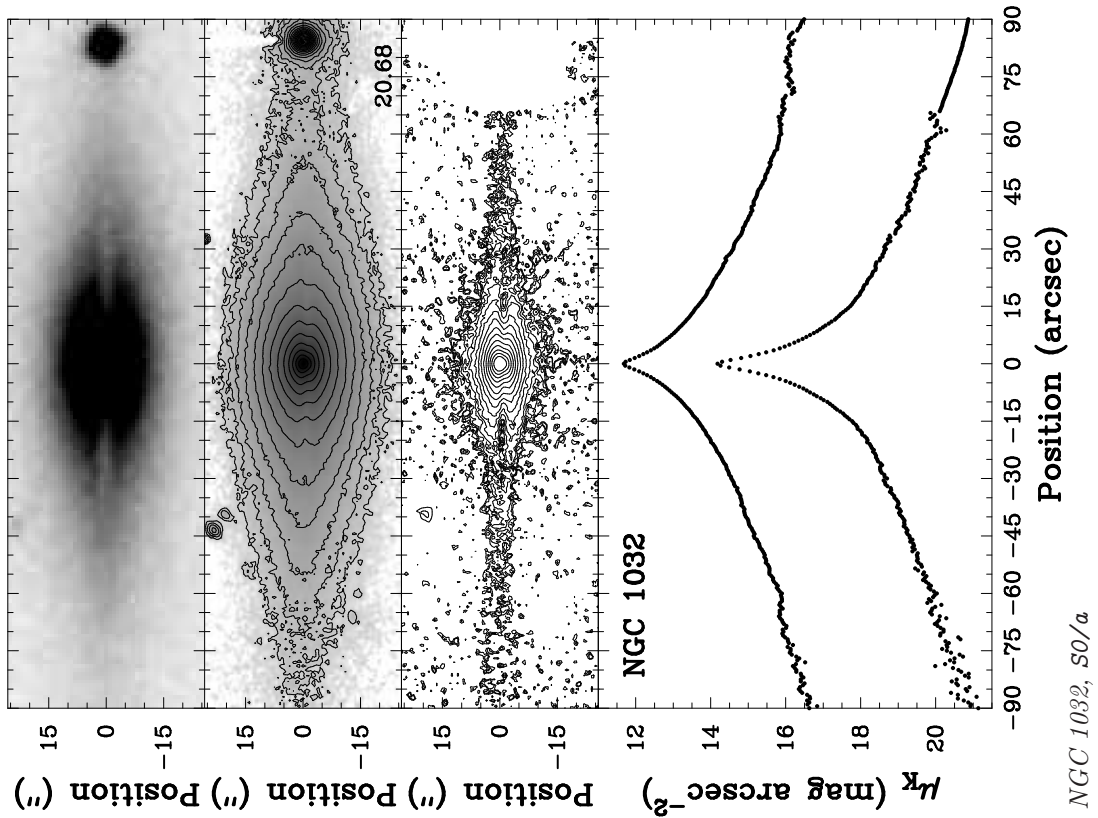 15 0 −15
Position (")
20.68
15 0 −15
Position (")
15 0 −15
Position (")
NGC 1032
12 14 16 18 20
μK (mag arcsec−2)
−90 −75 −60 −45 −30 −15 0 15 30 45 60 75 90
Position (arcsec)
NGC 1032, S0/a